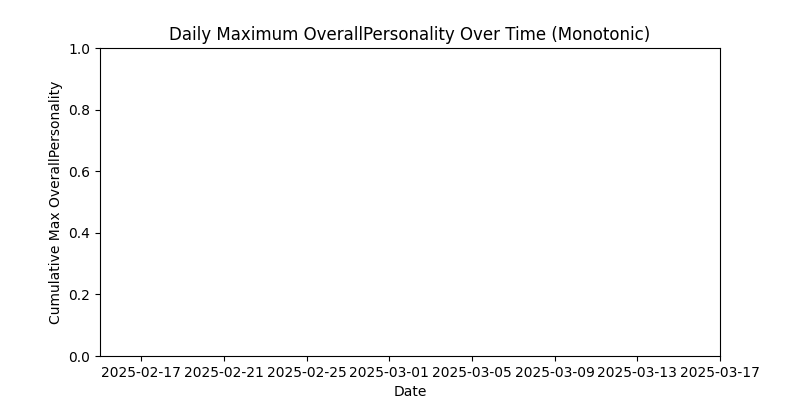 Daily Maximum OverallPersonality Over Time (Monotonic)
1.0
0.8
0.6
0.4
0.2
0.0
Cumulative Max OverallPersonality
2025-02-17 2025-02-21 2025-02-25 2025-03-01 2025-03-05 2025-03-09 2025-03-13 2025-03-17
Date